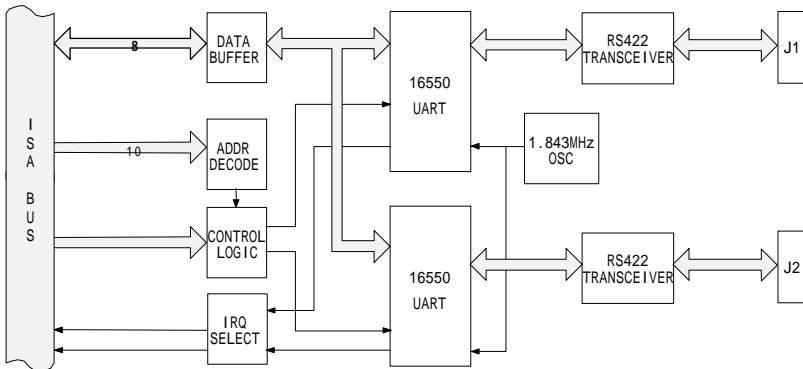 ISA BUS
8
DATA
BUFFER
16550
UART
RS422
TRANSCEIVER
J1
10
ADDR
DECODE
1.843MHz
OSC
CONTROL
LOGIC
16550
UART
RS422
TRANSCEIVER
J2
IRQ
SELECT